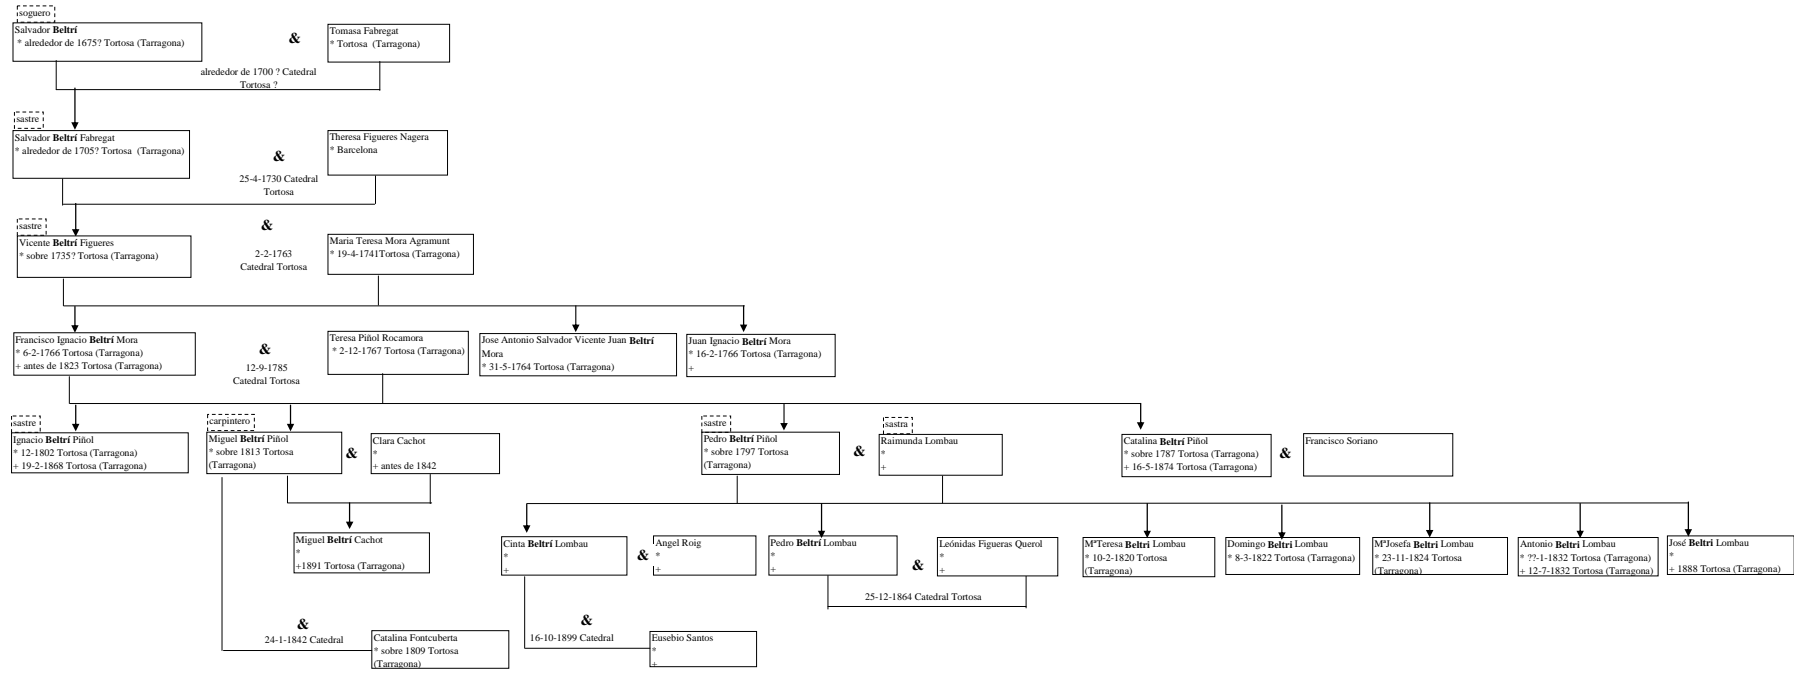 soguero
Salvador Beltrí
* alrededor de 1675? Tortosa (Tarragona)
&
Tomasa Fabregat
* Tortosa (Tarragona)
alrededor de 1700 ? Catedral
Tortosa ?
sastre
Salvador Beltrí Fabregat
* alrededor de 1705? Tortosa (Tarragona)
&
25-4-1730 Catedral
Tortosa
Theresa Figueres Nagera
* Barcelona
sastre
Vicente Beltrí Figueres
* sobre 1735? Tortosa (Tarragona)
&
2-2-1763
Catedral Tortosa
Maria Teresa Mora Agramunt
* 19-4-1741Tortosa (Tarragona)
Francisco Ignacio Beltrí Mora
* 6-2-1766 Tortosa (Tarragona)
+ antes de 1823 Tortosa (Tarragona)
&
12-9-1785
Catedral Tortosa
Teresa Piñol Rocamora
* 2-12-1767 Tortosa (Tarragona)
Jose Antonio Salvador Vicente Juan Beltrí
Mora
* 31-5-1764 Tortosa (Tarragona)
Juan Ignacio Beltrí Mora
* 16-2-1766 Tortosa (Tarragona)
+
sastre
Ignacio Beltrí Piñol
* 12-1802 Tortosa (Tarragona)
+ 19-2-1868 Tortosa (Tarragona)
carpintero
Miguel Beltrí Piñol
* sobre 1813 Tortosa
(Tarragona)
&
Clara Cachot
*
+ antes de 1842
sastre
Pedro Beltrí Piñol
* sobre 1797 Tortosa
(Tarragona)
&
sastra
Raimunda Lombau
*
+
Catalina Beltrí Piñol
* sobre 1787 Tortosa (Tarragona)
+ 16-5-1874 Tortosa (Tarragona)
&
Francisco Soriano
Miguel Beltrí Cachot
*
+1891 Tortosa (Tarragona)
Cinta Beltrí Lombau
*
+
&
Angel Roig
*
+
Pedro Beltrí Lombau
*
+
&
Leónidas Figueras Querol
*
+
25-12-1864 Catedral Tortosa
MªTeresa Beltri Lombau
* 10-2-1820 Tortosa
(Tarragona)
Domingo Beltri Lombau
* 8-3-1822 Tortosa (Tarragona)
MªJosefa Beltri Lombau
* 23-11-1824 Tortosa
(Tarragona)
Antonio Beltri Lombau
* ??-1-1832 Tortosa (Tarragona)
+ 12-7-1832 Tortosa (Tarragona)
José Beltri Lombau
*
+ 1888 Tortosa (Tarragona)
&
24-1-1842 Catedral
Catalina Fontcuberta
* sobre 1809 Tortosa
(Tarragona)
&
16-10-1899 Catedral
Eusebio Santos
*
+